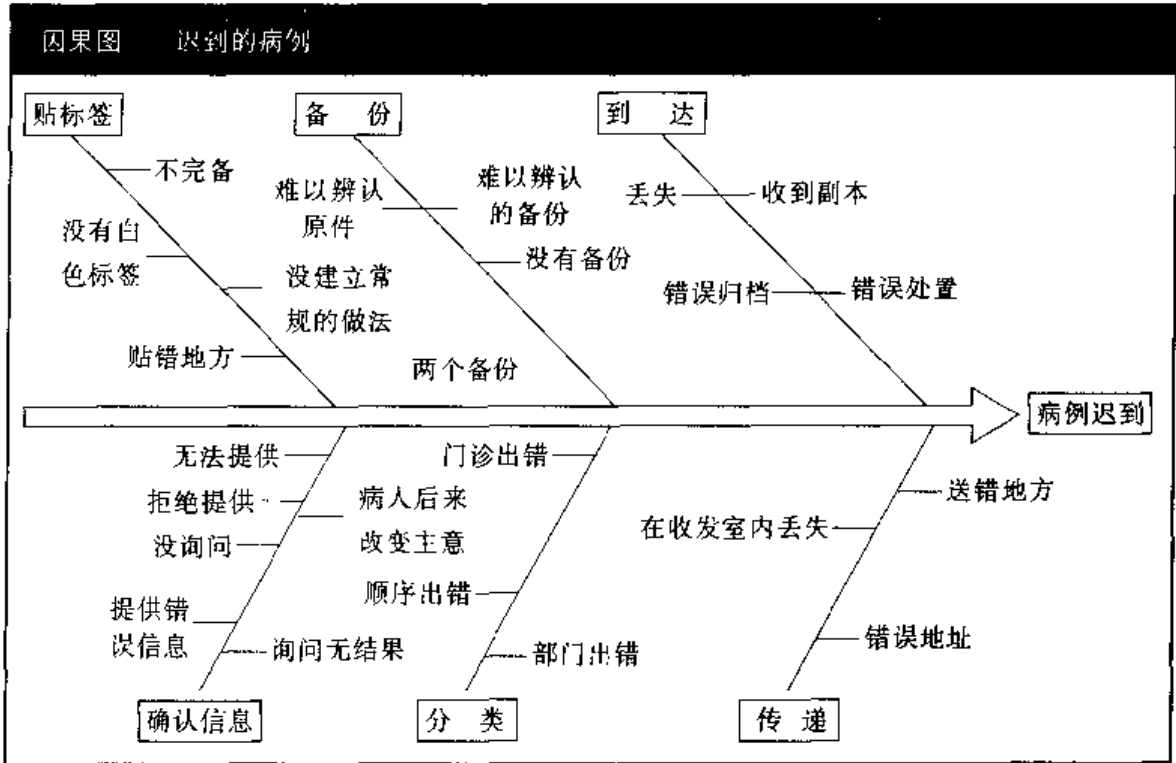 因果图 迟到的病例
贴标签
备 份
到 达
不完备
难以辨认
原件
难以辨认
的备份
丢失
收到副本
没有白
色标签
没建立常
规的做法
没有备份
错误归档
错误处置
贴错地方
两个备份
病例迟到
无法提供
门诊出错
拒绝提供
病人后来
改变主意
送错地方
没询问
在收发室内丢失
提供错
误信息
顺序出错
询问无结果
部门出错
错误地址
确认信息
分 类
传 递